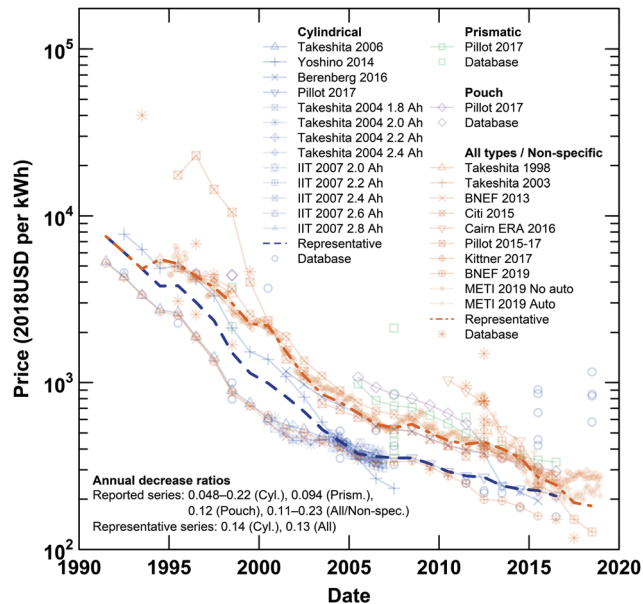 10^5
10^4
10^3
10^2
Price (2018USD per kWh)
Cylindrical
Takeshita 2006
Yoshino 2014
Berenberg 2016
Pillot 2017
Takeshita 2004 1.8 Ah
Takeshita 2004 2.0 Ah
Takeshita 2004 2.2 Ah
Takeshita 2004 2.4 Ah
IIT 2007 2.0 Ah
IIT 2007 2.2 Ah
IIT 2007 2.4 Ah
IIT 2007 2.6 Ah
IIT 2007 2.8 Ah
Representative
Database
Prismatic
Pillot 2017
Database
Pouch
Pillot 2017
Database
All types / Non-specific
Takeshita 1998
Takeshita 2003
BNEF 2013
Citi 2015
Cairn ERA 2016
Pillot 2015-17
Kittner 2017
BNEF 2019
METI 2019 No auto
METI 2019 Auto
Representative
Database
Annual decrease ratios
Reported series: 0.048–0.22 (Cyl.), 0.094 (Prism.),
0.12 (Pouch), 0.11–0.23 (All/Non-spec.)
Representative series: 0.14 (Cyl.), 0.13 (All)
1990 1995 2000 2005 2010 2015 2020
Date